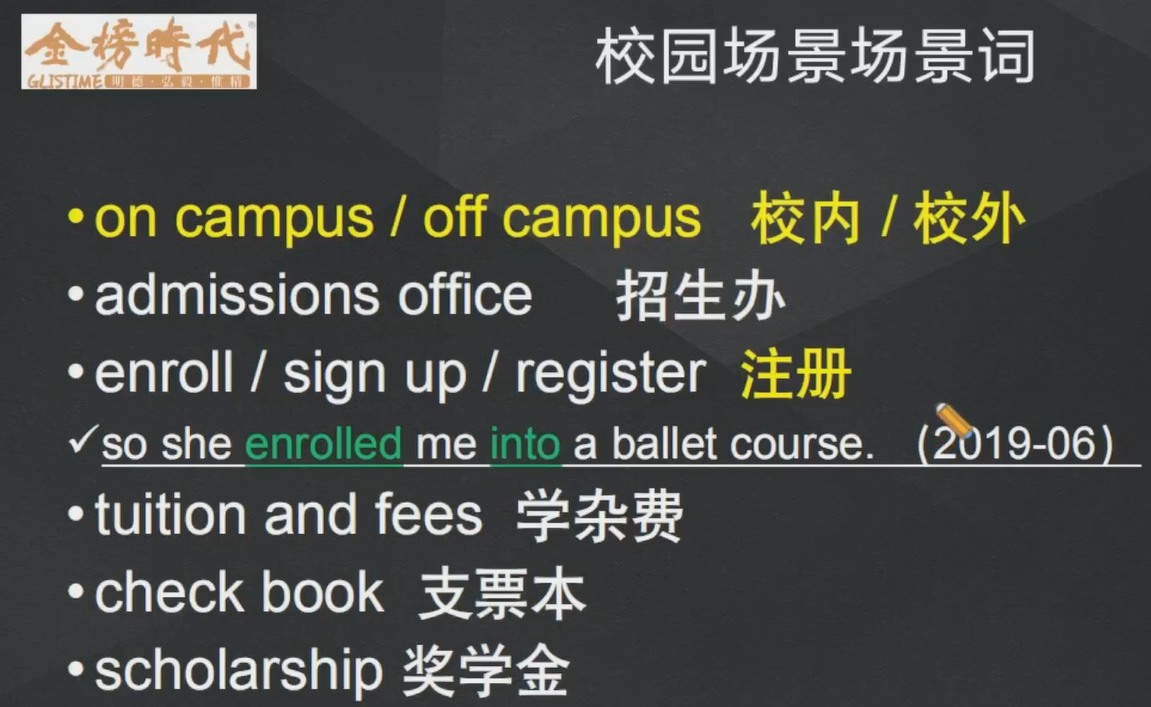 金榜時代
GLISTIME 明德·弘毅·惟精
校园场景场景词
•on campus / off campus 校内 / 校外
•admissions office 招生办
•enroll / sign up / register 注册
✓so she enrolled me into a ballet course. (2019-06)
•tuition and fees 学杂费
•check book 支票本
•scholarship 奖学金